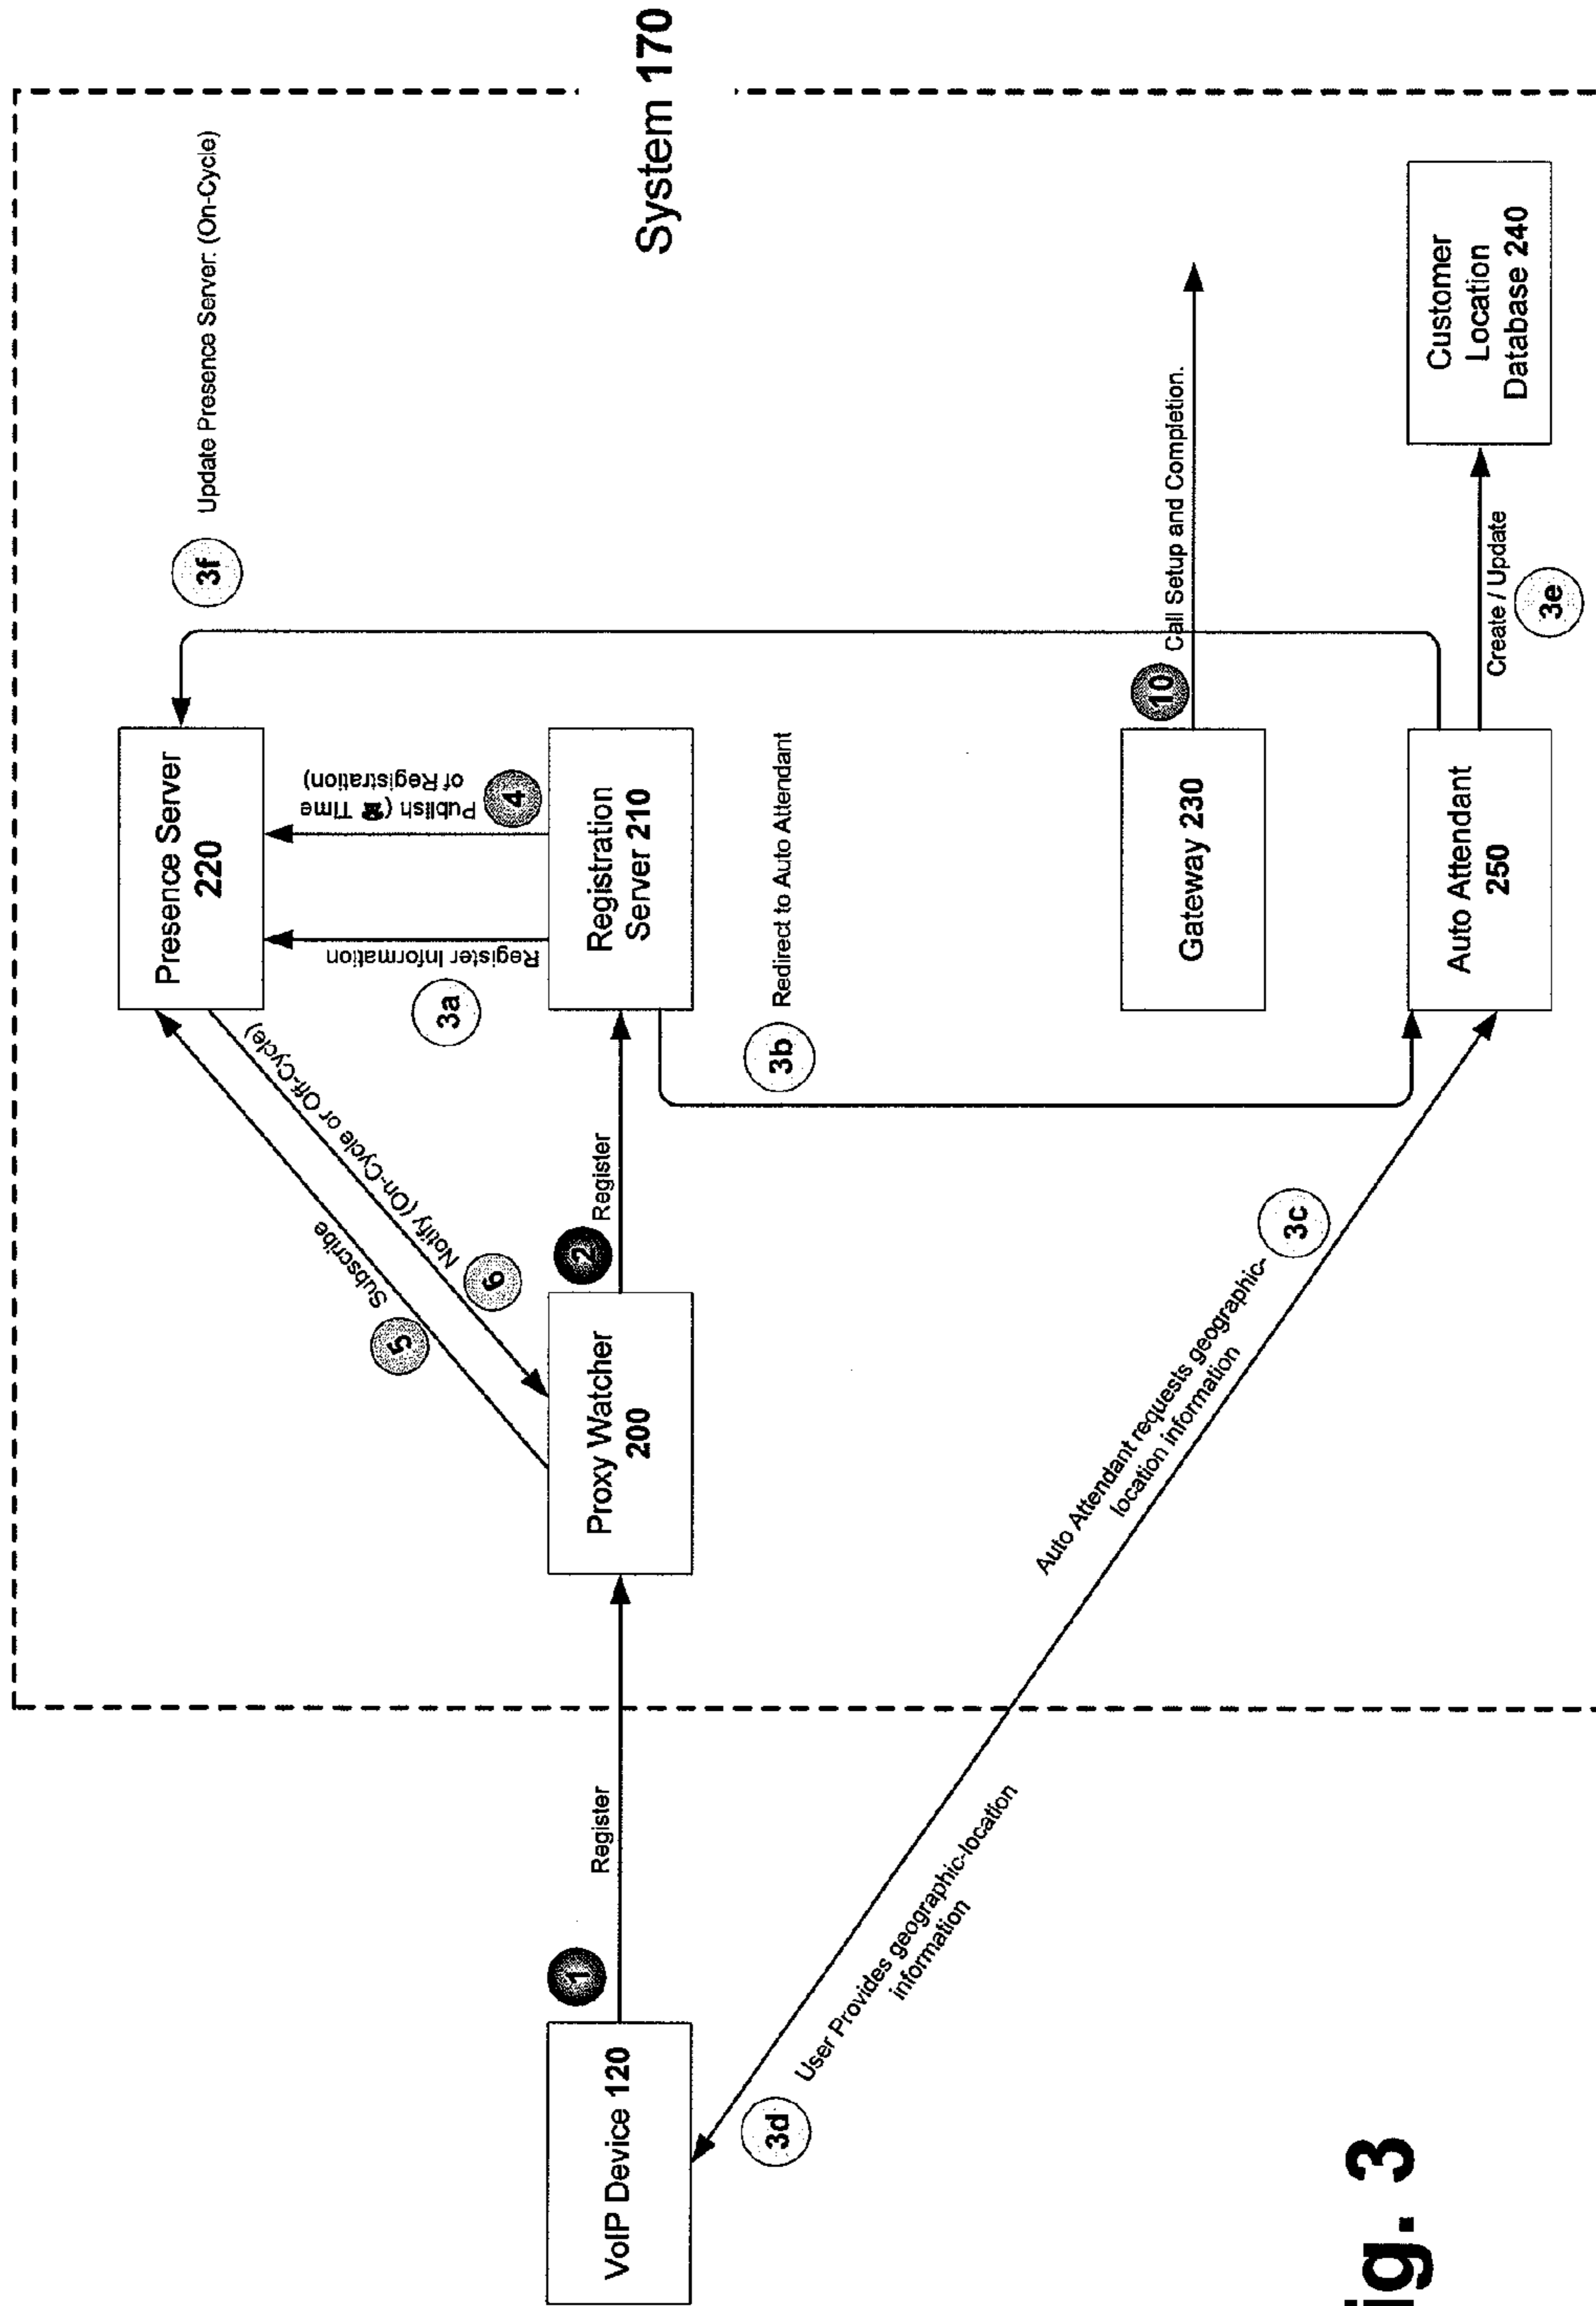 System 170
3f
Update Presence Server. (On-Cycle)
Presence Server
220
Publish ( Time
of Registration)
4
Register Information
3a
Notify (On-Cycle or Off-Cycle)
6
Subscribe
5
Registration
Server 210
2
Register
Proxy Watcher
200
1
Register
VoIP Device 120
3b
Redirect to Auto Attendant
10
Call Setup and Completion.
Gateway 230
Auto Attendant requests geographic-
location information
3c
3d
User Provides geographic-location
information
Auto Attendant
250
Create / Update
3e
Customer
Location
Database 240
ig. 3